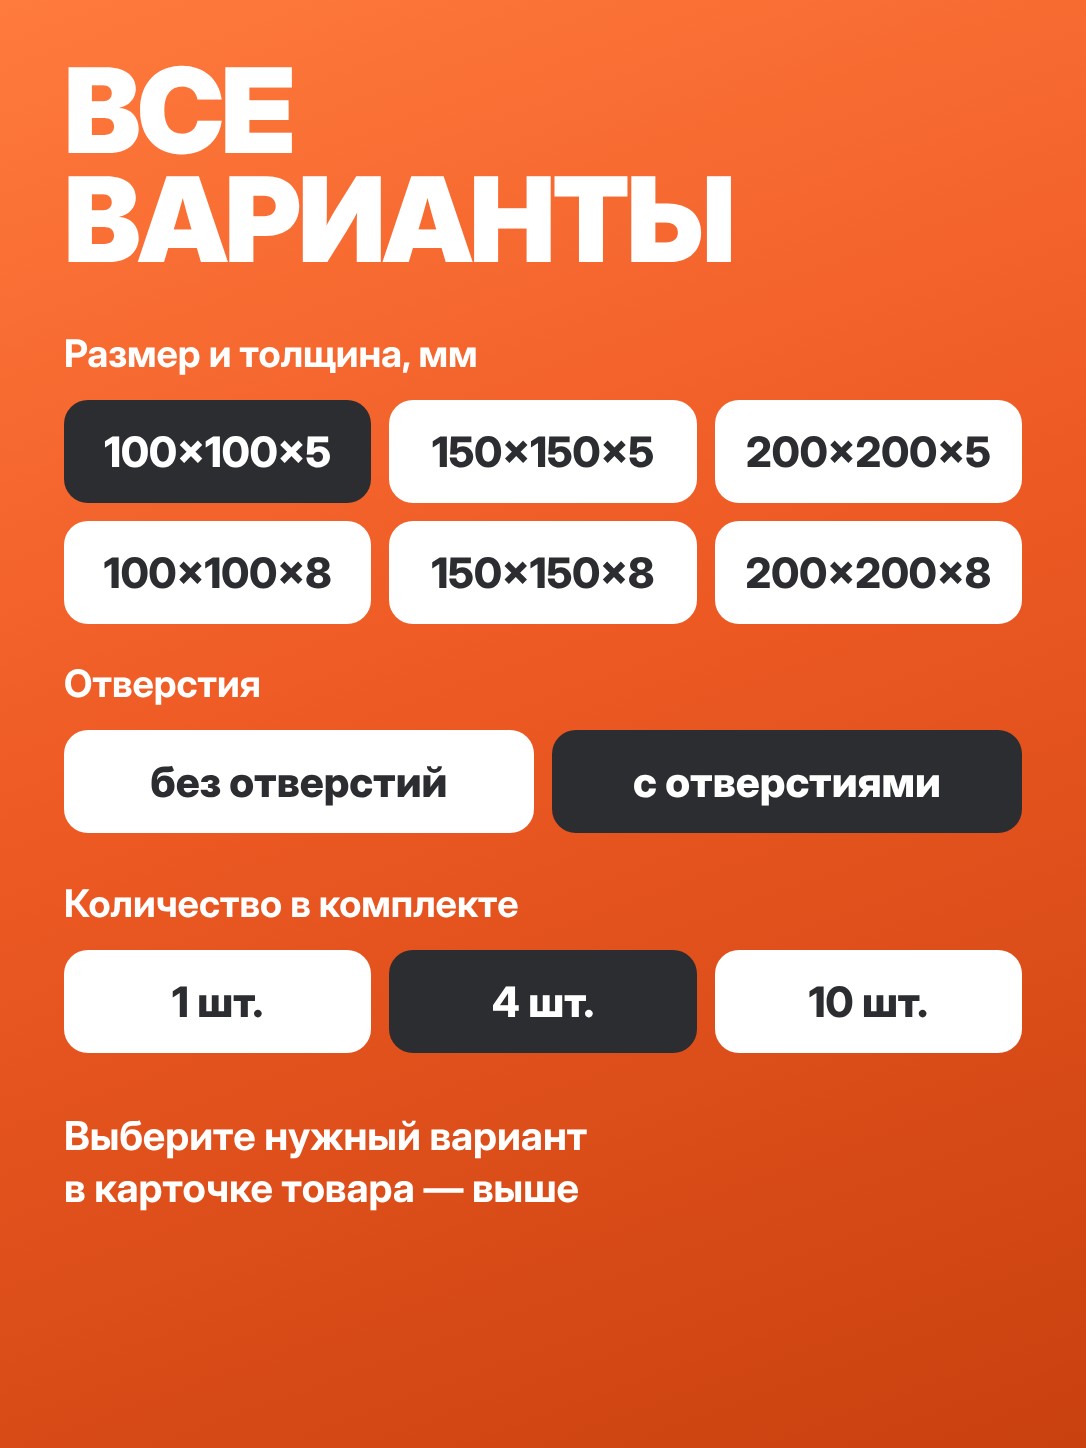 ВСЕ
ВАРИАНТЫ
Размер и толщина, мм
100×100×5 150×150×5 200×200×5
100×100×8 150×150×8 200×200×8
Отверстия
без отверстий с отверстиями
Количество в комплекте
1 шт. 4 шт. 10 шт.
Выберите нужный вариант
в карточке товара — выше